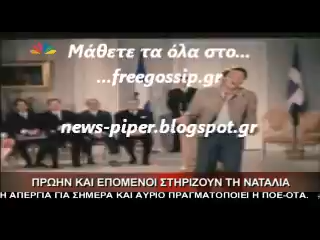 Μάθετε τα όλα στο...
...freegossip.gr
news-piper.blogspot.gr
ΠΡΩΗΝ ΚΑΙ ΕΠΟΜΕΝΟΙ ΣΤΗΡΙΖΟΥΝ ΤΗ ΝΑΤΑΛΙΑ
Η ΑΠΕΡΓΙΑ ΓΙΑ ΣΗΜΕΡΑ ΚΑΙ ΑΥΡΙΟ ΠΡΑΓΜΑΤΟΠΟΙΕΙ Η ΠΟΕ-ΟΤΑ.